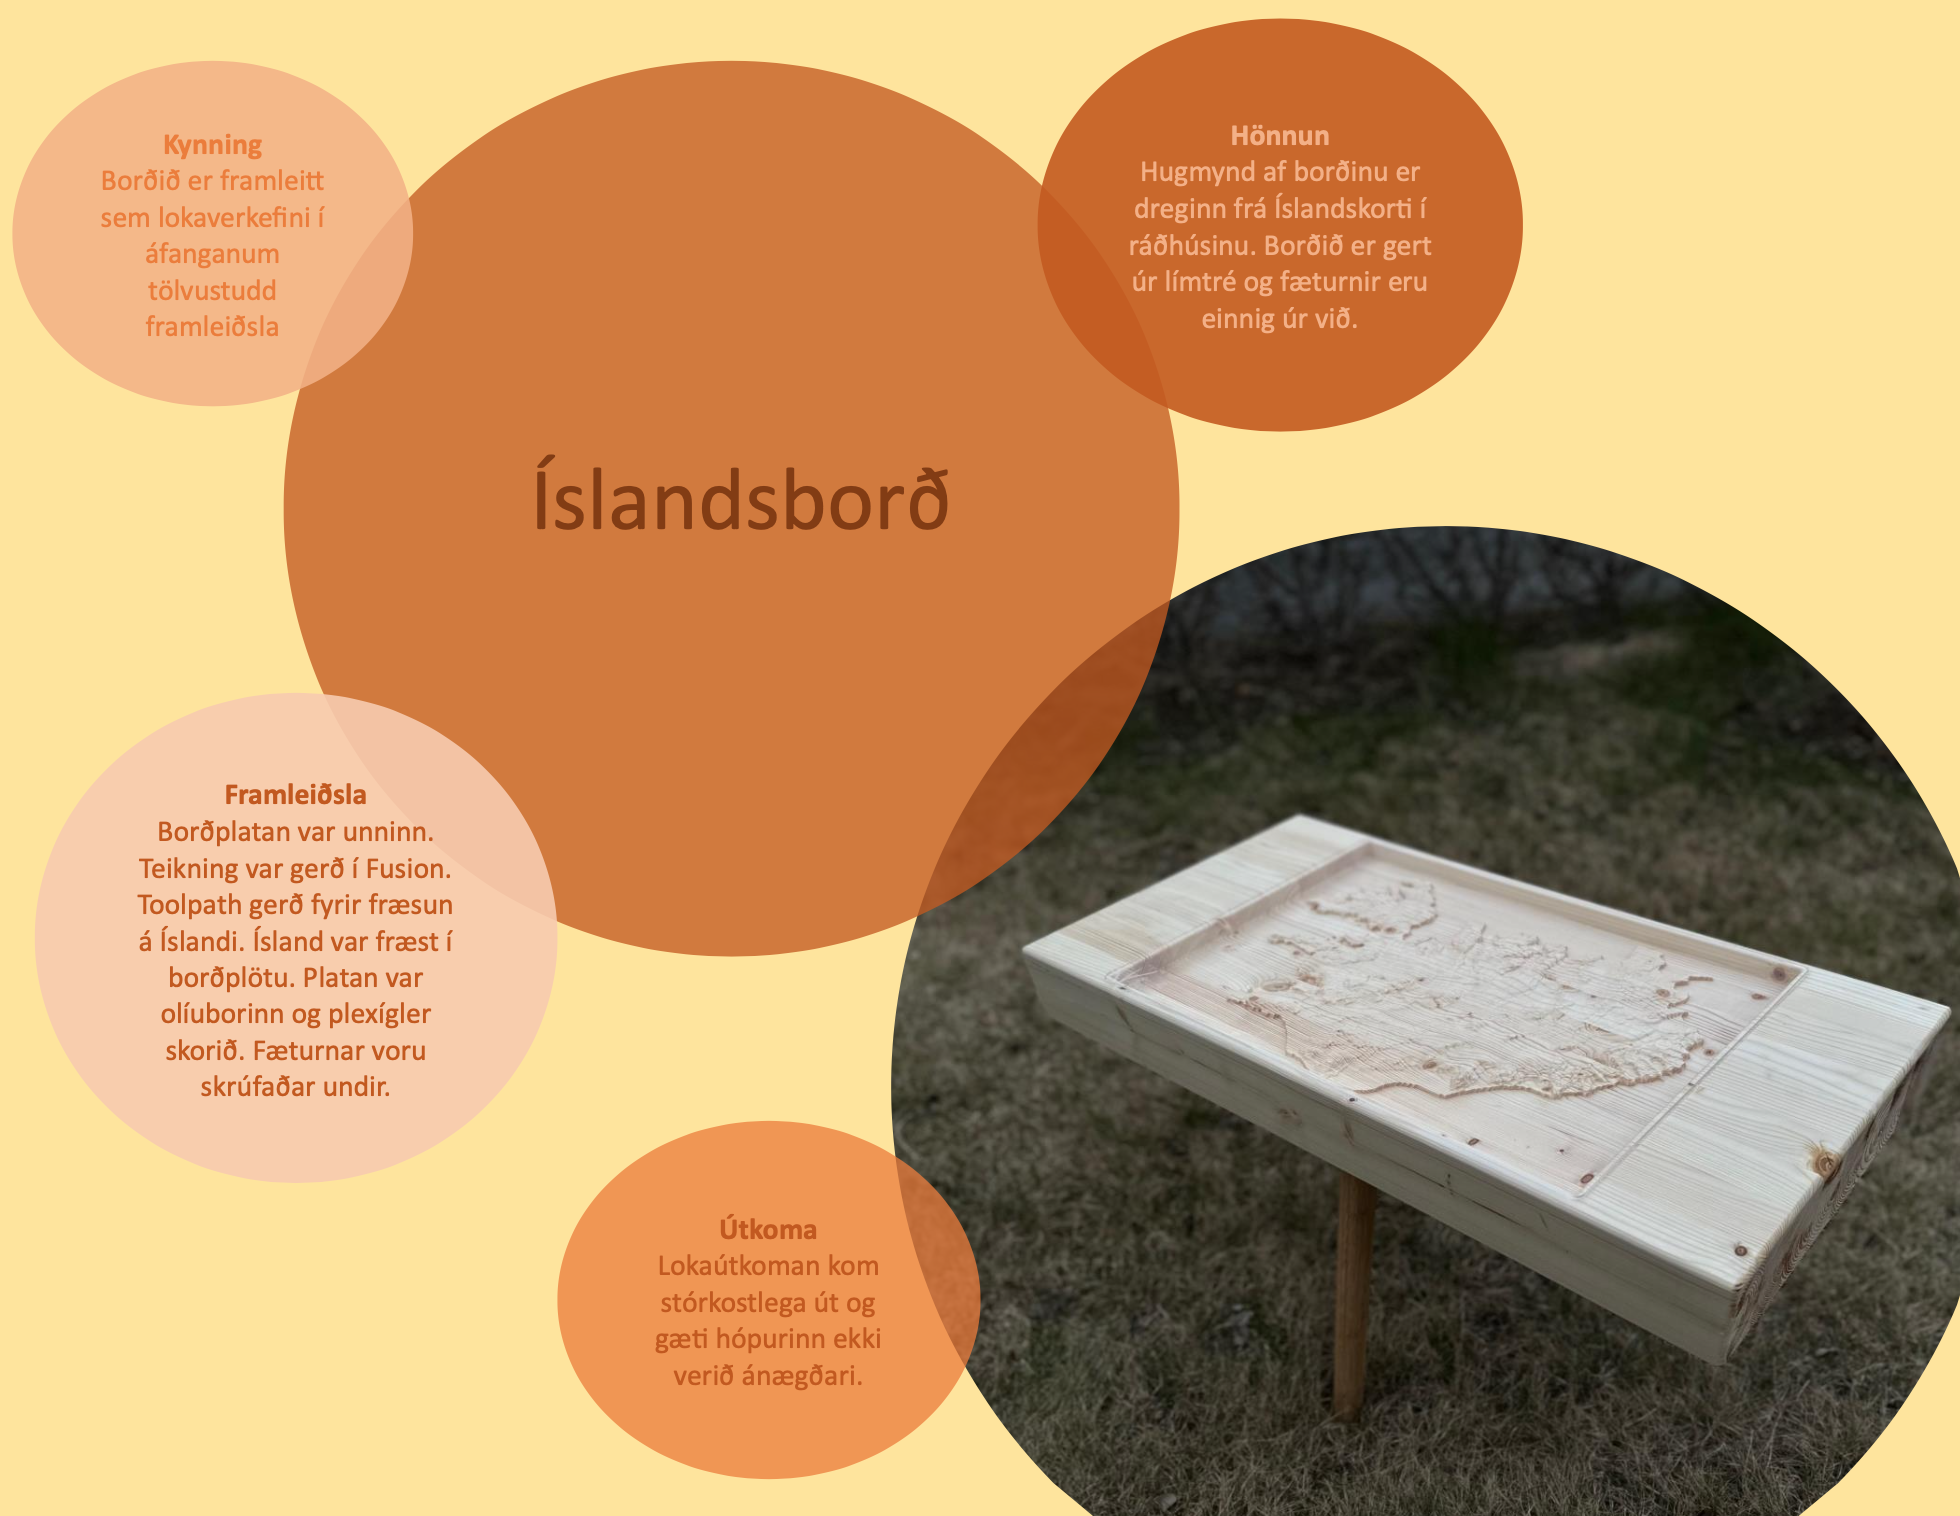 Kynning
Borðið er framleitt
sem lokaverkefini í
áfanganum
tölvustudd
framleiðsla
Hönnun
Hugmynd af borðinu er
dreginn frá Íslandskorti í
ráðhúsinu. Borðið er gert
úr límtré og fæturnir eru
einnig úr við.
Íslandsborð
Framleiðsla
Borðplatan var unninn.
Teikning var gerð í Fusion.
Toolpath gerð fyrir fræsun
á Íslandi. Ísland var fræst í
borðplötu. Platan var
olíuborinn og plexígler
skorið. Fæturnar voru
skrúfaðar undir.
Útkoma
Lokaútkoman kom
stórkostlega út og
gæti hópurinn ekki
verið ánægðari.